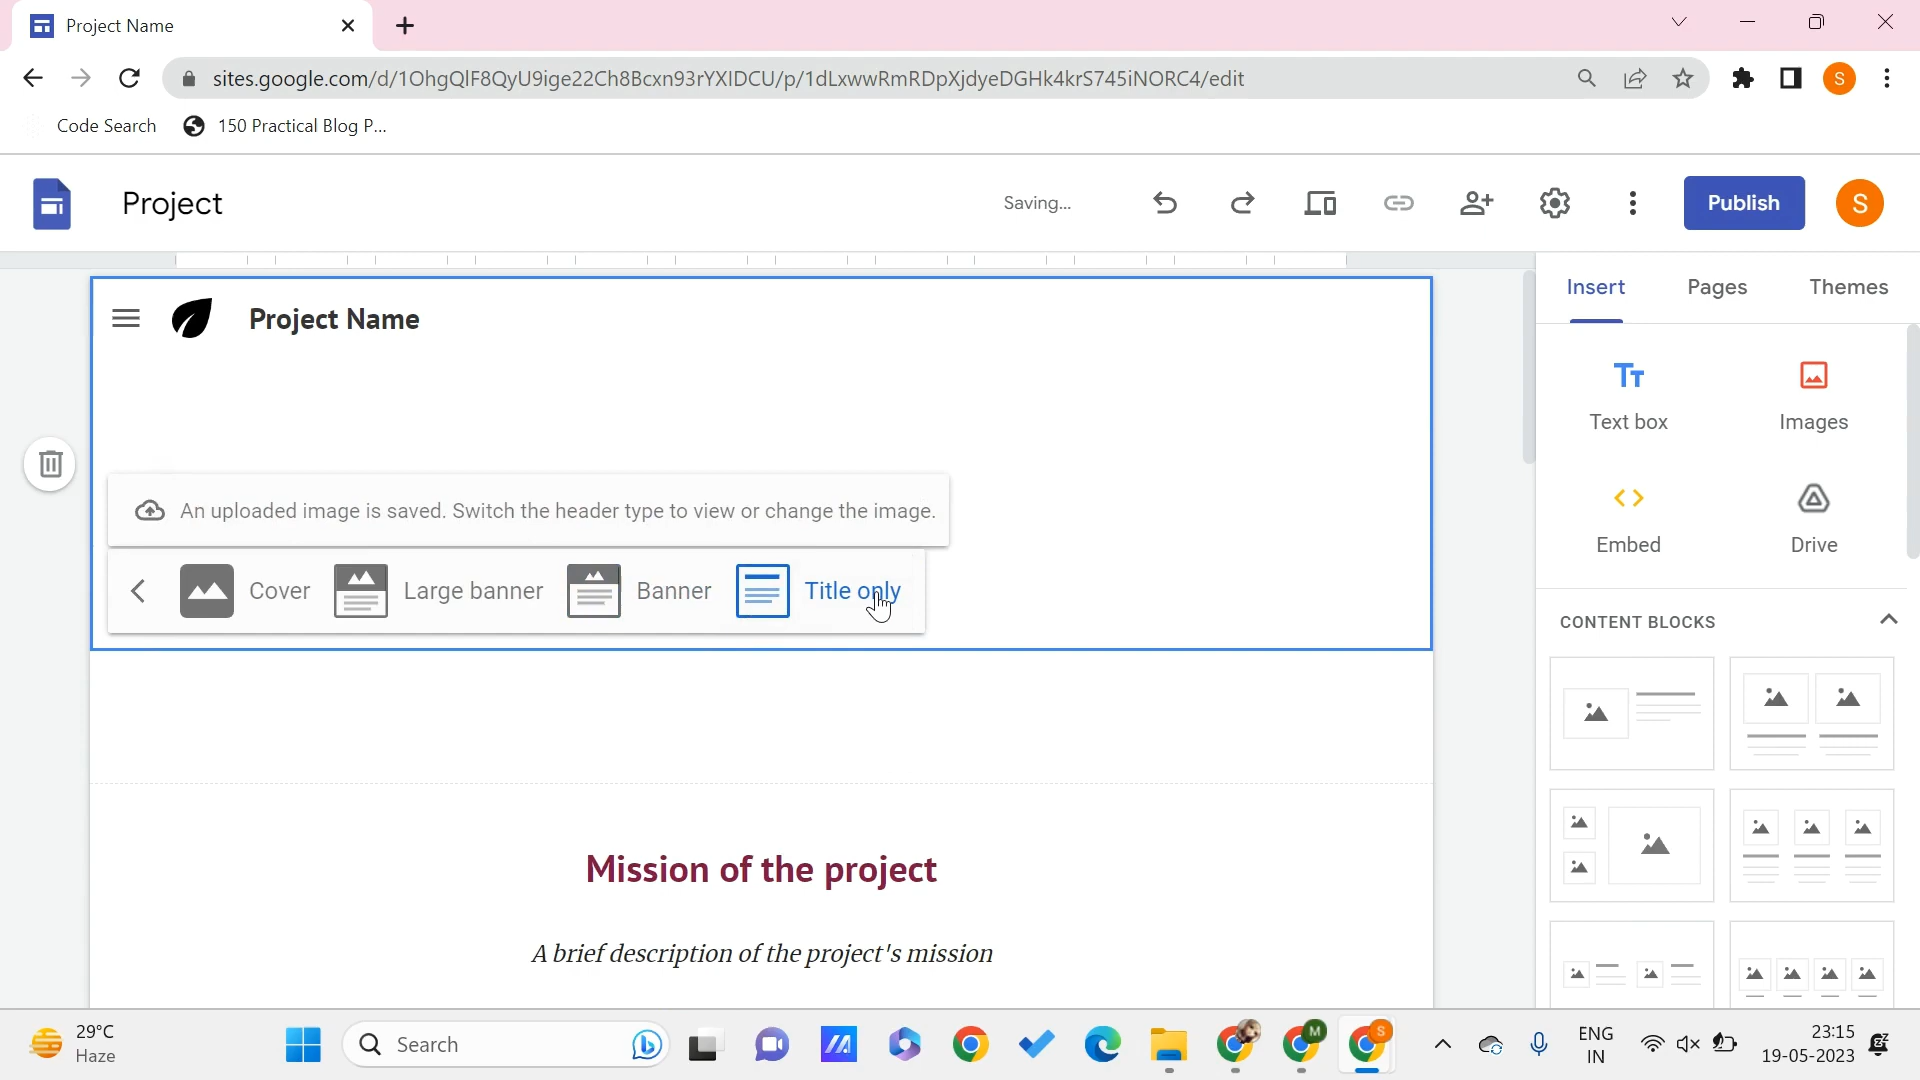 Project Name
sites.google.com/d/1OhgQlF8QyU9ige22Ch8Bcxn93rYXIDCU/p/1dLxwwRmRDpXjdyeDGHk4krS745iNORC4/edit
S
Code Search
150 Practical Blog P...
Project
Saving...
Publish
S
Project Name
Insert
Pages
Themes
Text box
Images
An uploaded image is saved. Switch the header type to view or change the image.
Embed
Drive
Cover
Large banner
Banner
Title only
CONTENT BLOCKS
Mission of the project
A brief description of the project's mission
29°C
Haze
Search
M
S
ENG
IN
23:15
19-05-2023